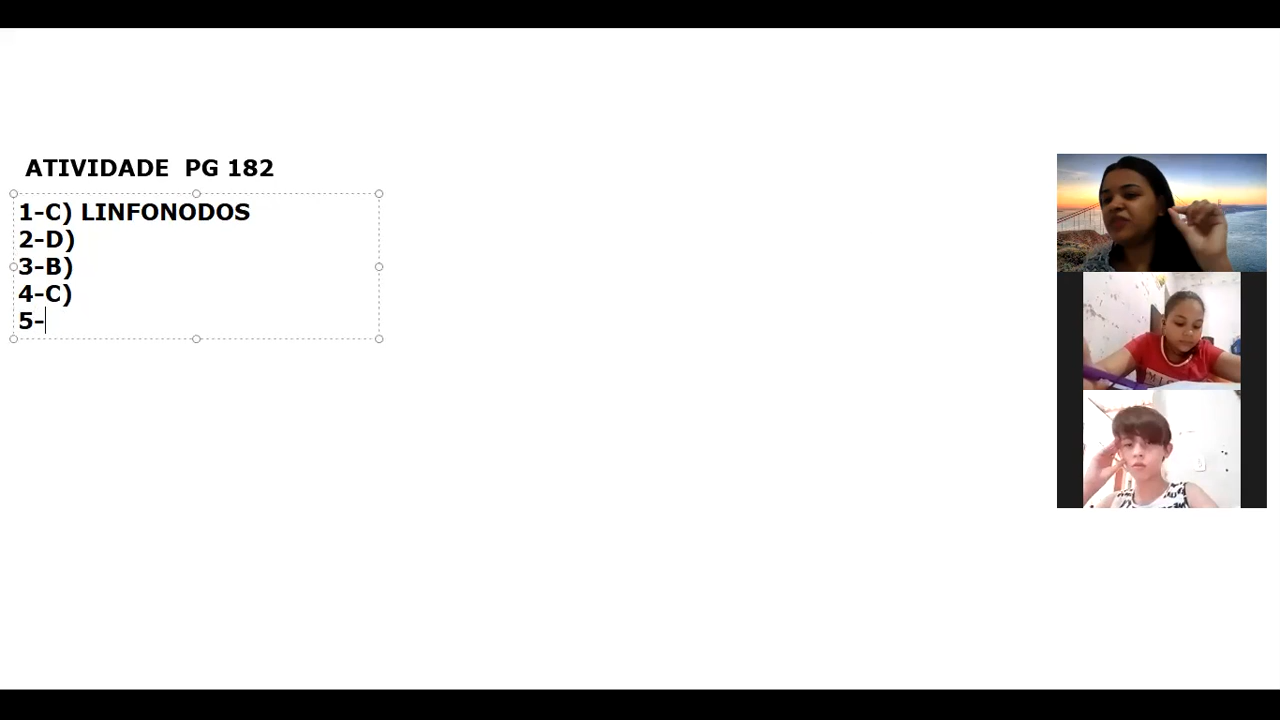 ATIVIDADE  PG 182
1-C) LINFONODOS
2-D)
3-B)
4-C)
5-